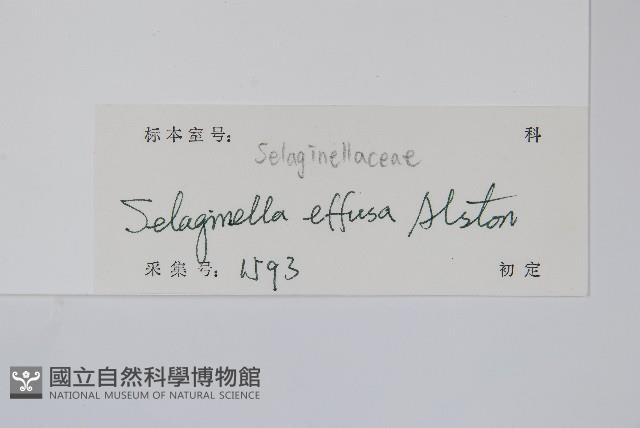 标本室号： 科
Selaginellaceae
Selaginella effusa Alston
采集号： 1593 初定
國立自然科學博物館
NATIONAL MUSEUM OF NATURAL SCIENCE